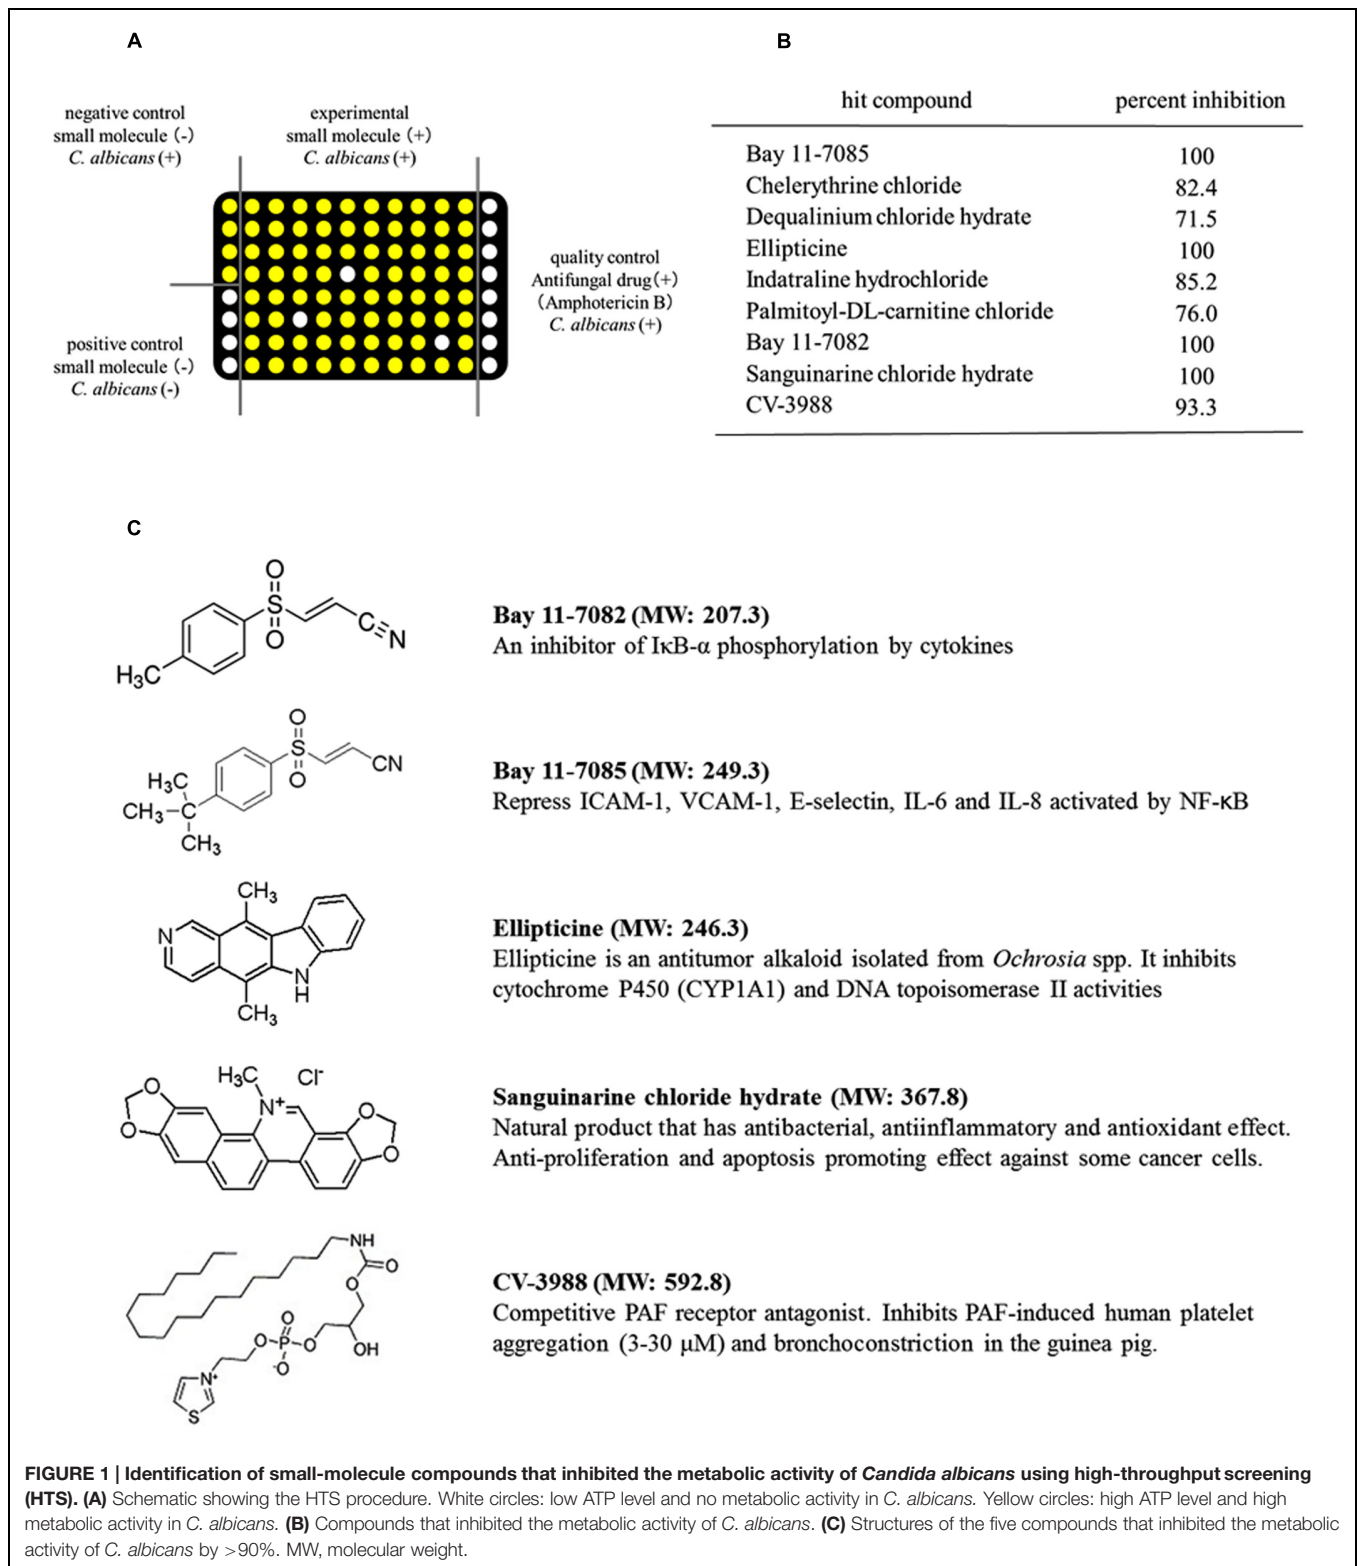 A
negative control
small molecule (-)
C. albicans (+)
experimental
small molecule (+)
C. albicans (+)
quality control
Antifungal drug (+)
(Amphotericin B)
C. albicans (+)
positive control
small molecule (-)
C. albicans (-)
B
hit compound percent inhibition
Bay 11-7085 100
Chelerythrine chloride 82.4
Dequalinium chloride hydrate 71.5
Ellipticine 100
Indatraline hydrochloride 85.2
Palmitoyl-DL-carnitine chloride 76.0
Bay 11-7082 100
Sanguinarine chloride hydrate 100
CV-3988 93.3
C
O
S
O
C
N
H₃C
Bay 11-7082 (MW: 207.3)
An inhibitor of IκB-α phosphorylation by cytokines
O
S
O
CN
H₃C
CH₃-C
CH₃
Bay 11-7085 (MW: 249.3)
Repress ICAM-1, VCAM-1, E-selectin, IL-6 and IL-8 activated by NF-κB
CH₃
N
N
H
CH₃
Ellipticine (MW: 246.3)
Ellipticine is an antitumor alkaloid isolated from Ochrosia spp. It inhibits
cytochrome P450 (CYP1A1) and DNA topoisomerase II activities
H₃C Cl⁻
O
N⁺
O
O
O
Sanguinarine chloride hydrate (MW: 367.8)
Natural product that has antibacterial, antiinflammatory and antioxidant effect.
Anti-proliferation and apoptosis promoting effect against some cancer cells.
NH
O
O
O
O-P-O
OH
⁻O
N⁺
S
CV-3988 (MW: 592.8)
Competitive PAF receptor antagonist. Inhibits PAF-induced human platelet
aggregation (3-30 μM) and bronchoconstriction in the guinea pig.
FIGURE 1 | Identification of small-molecule compounds that inhibited the metabolic activity of Candida albicans using high-throughput screening
(HTS). (A) Schematic showing the HTS procedure. White circles: low ATP level and no metabolic activity in C. albicans. Yellow circles: high ATP level and high
metabolic activity in C. albicans. (B) Compounds that inhibited the metabolic activity of C. albicans. (C) Structures of the five compounds that inhibited the metabolic
activity of C. albicans by >90%. MW, molecular weight.